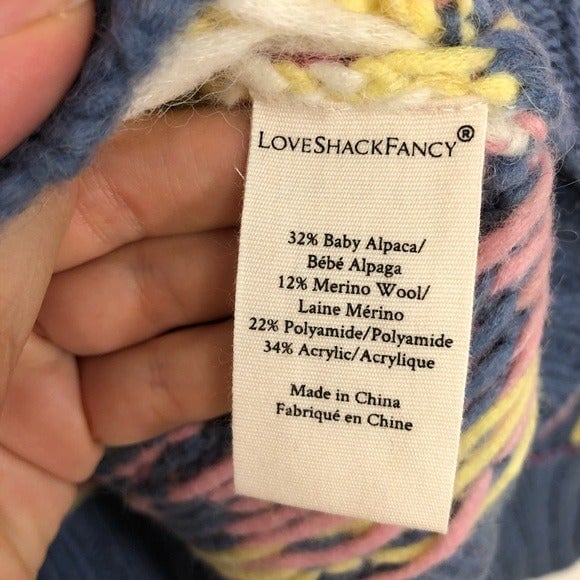 LOVESHACKFANCY®
32% Baby Alpaca/
Bébé Alpaga
12% Merino Wool/
Laine Mérino
22% Polyamide/Polyamide
34% Acrylic/Acrylique
Made in China
Fabriqué en Chine